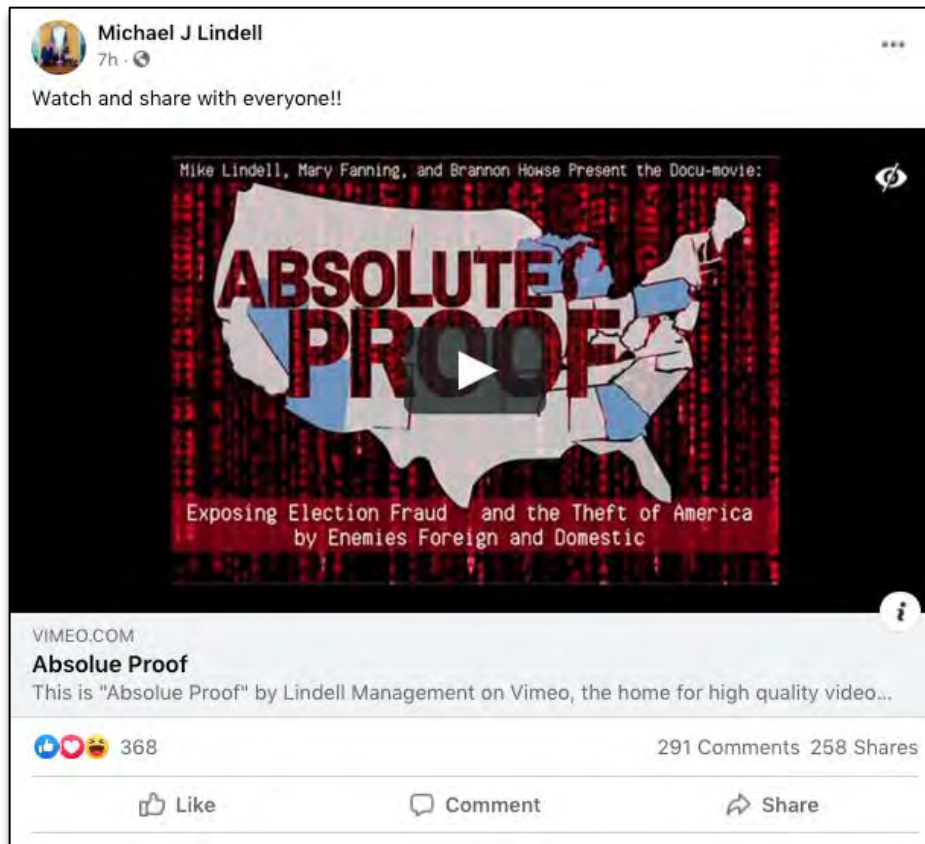 Michael J Lindell
7h ·
Watch and share with everyone!!
Mike Lindell, Mary Fanning, and Brannon Howse Present the Docu-movie:
ABSOLUTE
PROOF
Exposing Election Fraud and the Theft of America
by Enemies Foreign and Domestic
i
VIMEO.COM
Absolue Proof
This is "Absolue Proof" by Lindell Management on Vimeo, the home for high quality video...
368 291 Comments 258 Shares
Like Comment Share